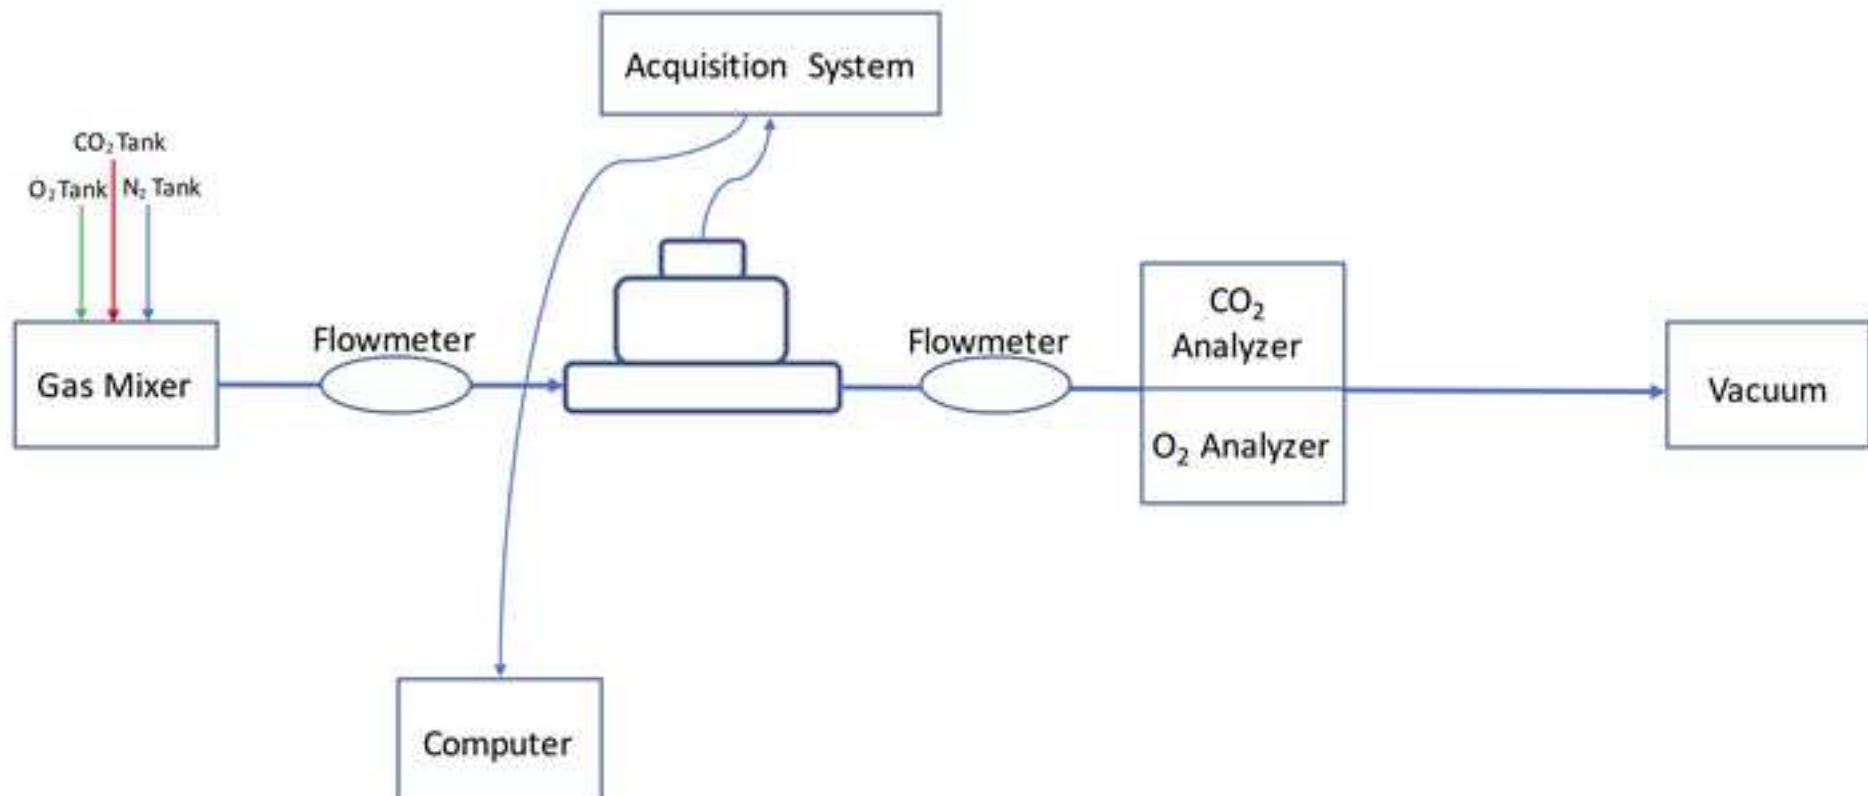 Acquisition System
CO₂ Tank
O₂ Tank
N₂ Tank
Gas Mixer
Flowmeter
Flowmeter
CO₂
Analyzer
O₂ Analyzer
Vacuum
Computer